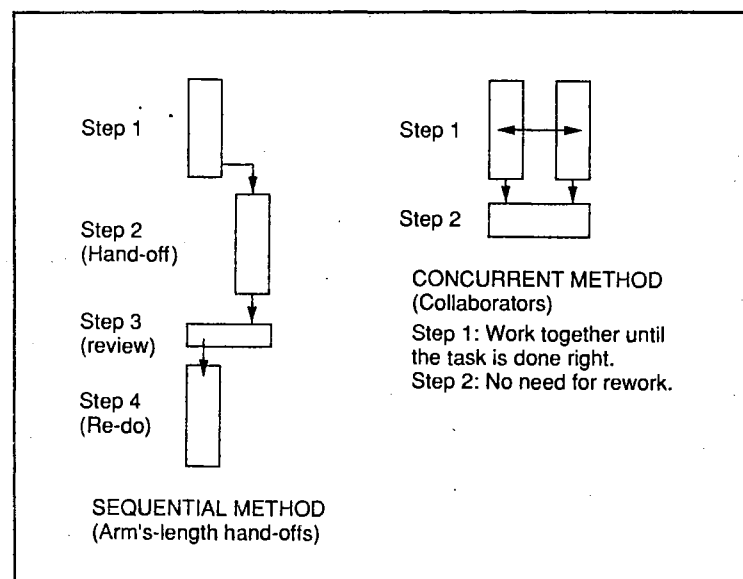 Step 1
Step 2
(Hand-off)
Step 3
(review)
Step 4
(Re-do)
SEQUENTIAL METHOD
(Arm's-length hand-offs)
Step 1
Step 2
CONCURRENT METHOD
(Collaborators)
Step 1: Work together until
the task is done right.
Step 2: No need for rework.